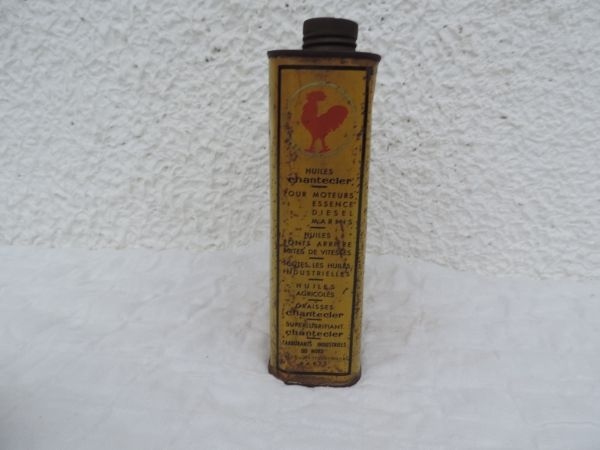 HUILES
chantecler
POUR MOTEURS
ESSENCE
DIESEL
MARINS
HUILES
PONTS ARRIÈRE
BOITES DE VITESSES
TOUTES LES HUILES
INDUSTRIELLES
HUILES
AGRICOLES
GRAISSES
chantecler
SUPERLUBRIFIANT
chantecler
CARBURANTS INDUSTRIELS
DU NORD